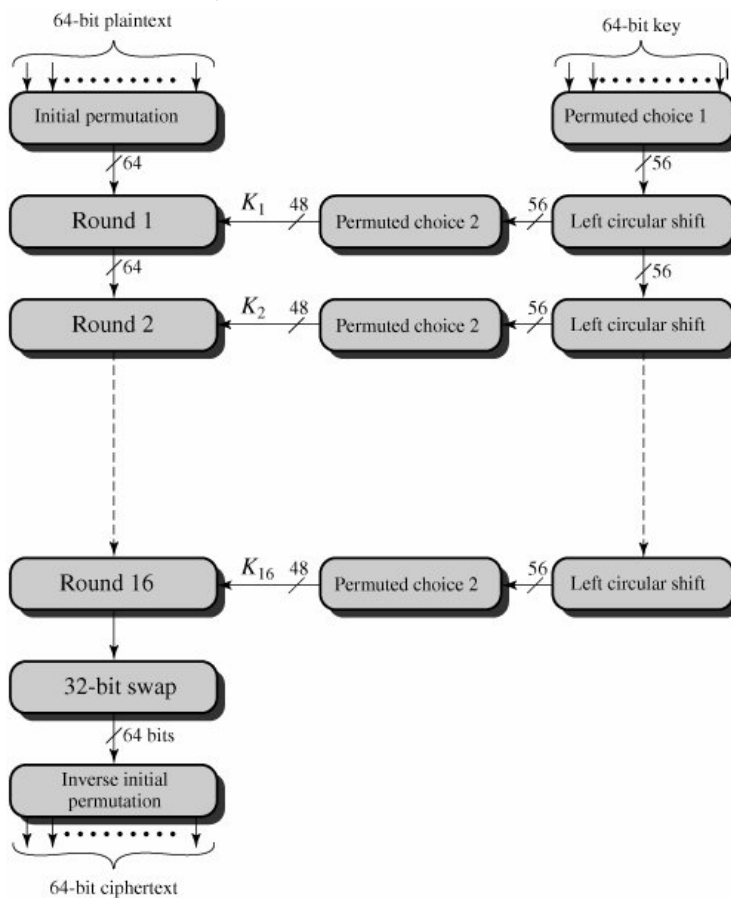 64-bit plaintext
64-bit key
Initial permutation
Permuted choice 1
64
56
Round 1
K1
48
Permuted choice 2
56
Left circular shift
64
56
Round 2
K2
48
Permuted choice 2
56
Left circular shift
Round 16
K16
48
Permuted choice 2
56
Left circular shift
32-bit swap
64 bits
Inverse initial
permutation
64-bit ciphertext